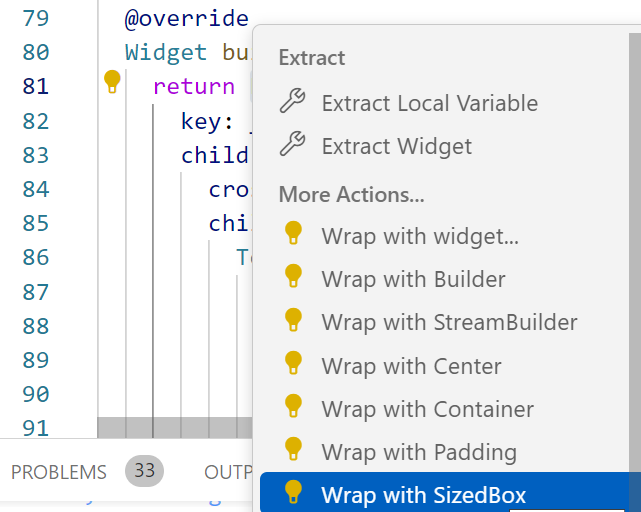 79 @override
80 Widget bu
81 return
82 key: _
83 child
84 cro
85 chi
86 Te
87
88
89
90
91
Extract
Extract Local Variable
Extract Widget
More Actions...
Wrap with widget...
Wrap with Builder
Wrap with StreamBuilder
Wrap with Center
Wrap with Container
Wrap with Padding
Wrap with SizedBox
PROBLEMS 33 OUTP